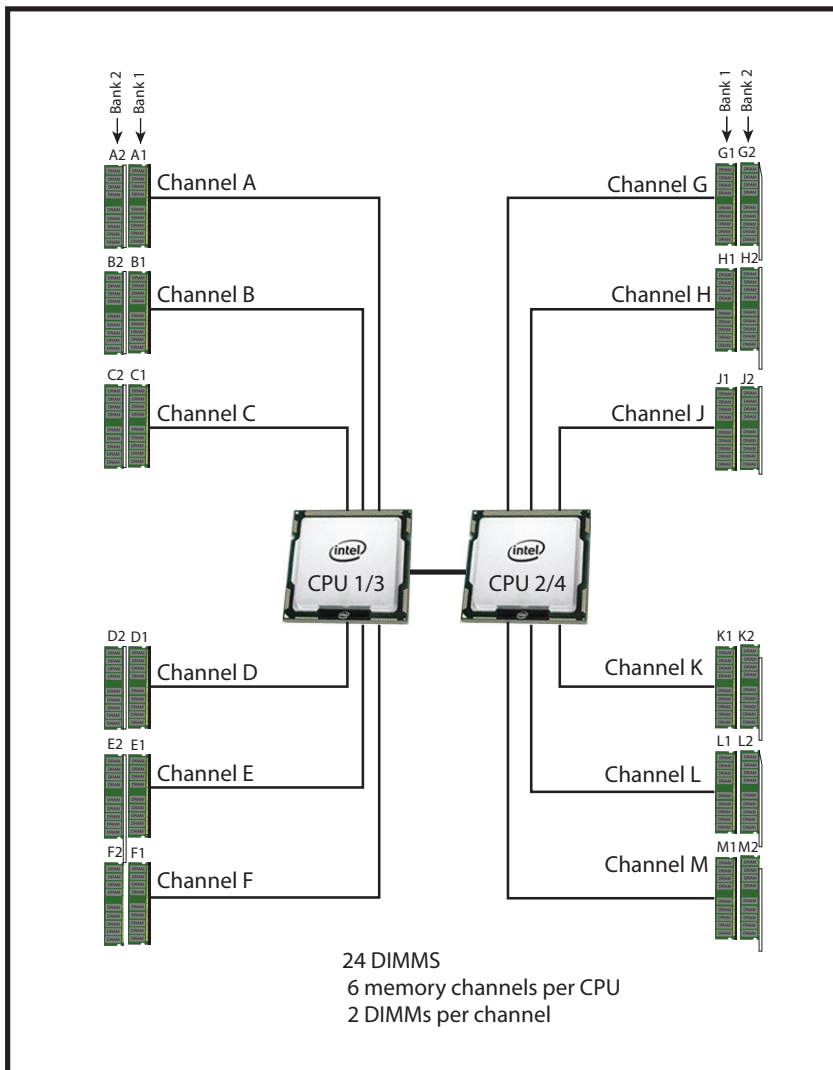 Bank 2
Bank 1
Bank 1
Bank 2
A2 A1
G1 G2
Channel A
Channel G
B2 B1
H1 H2
Channel B
Channel H
C2 C1
J1 J2
Channel C
Channel J
intel
CPU 1/3
intel
intel
CPU 2/4
intel
D2 D1
K1 K2
Channel D
Channel K
E2 E1
L1 L2
Channel E
Channel L
F2 F1
M1 M2
Channel F
Channel M
24 DIMMS
6 memory channels per CPU
2 DIMMs per channel